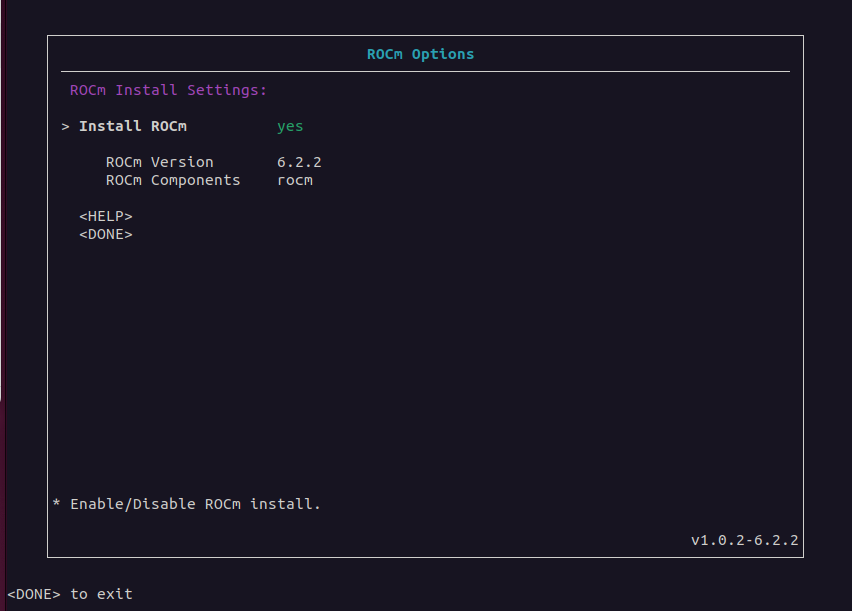 ROCm Options
ROCm Install Settings:
> Install ROCm yes
ROCm Version 6.2.2
ROCm Components rocm
<HELP>
<DONE>
* Enable/Disable ROCm install.
v1.0.2-6.2.2
<DONE> to exit